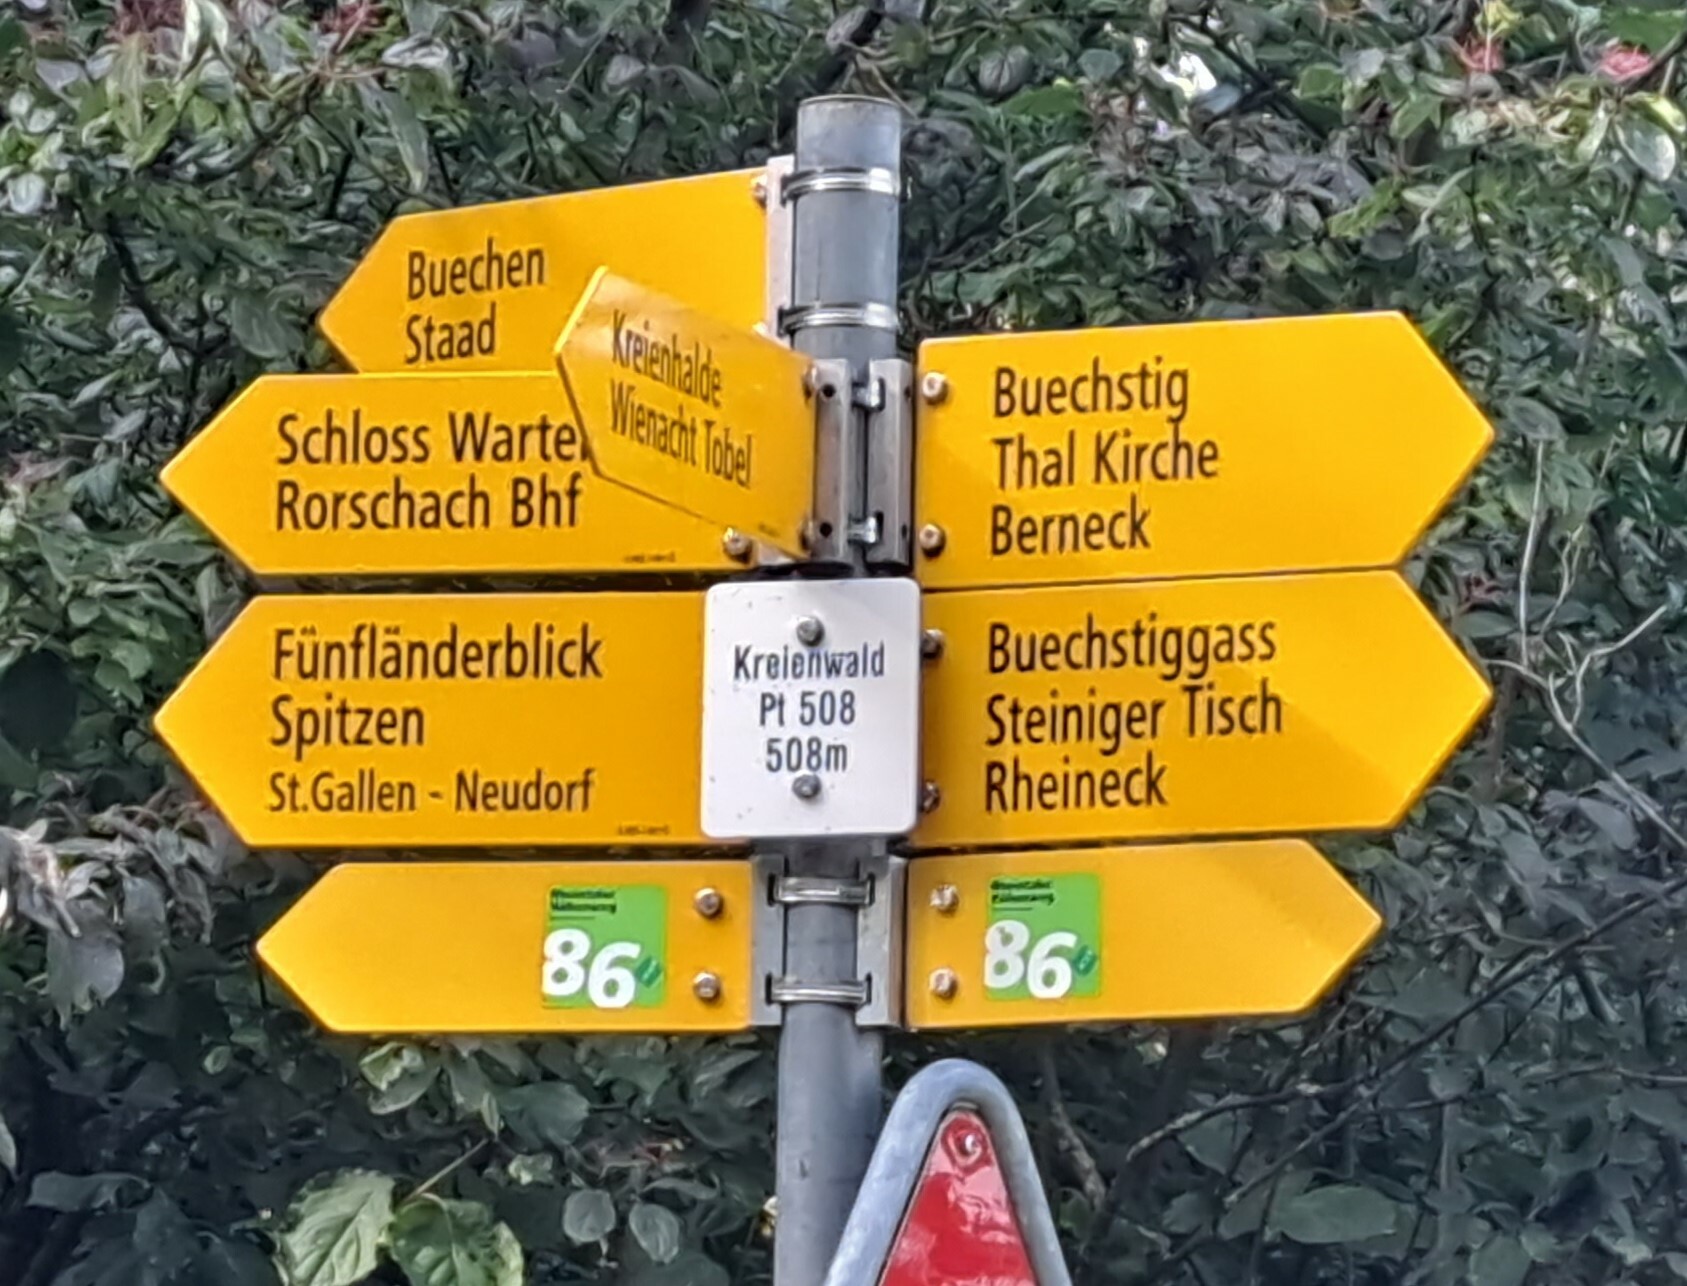 Buechen
Staad
Kreienhalde
Wienacht Tobel
Schloss
Rorschach Bhf
Buechstig
Thal Kirche
Berneck
Fünfländerblick
Spitzen
St.Gallen - Neudorf
Kreienwald
Pt 508
508m
Buechstiggass
Steiniger Tisch
Rheineck
86
86